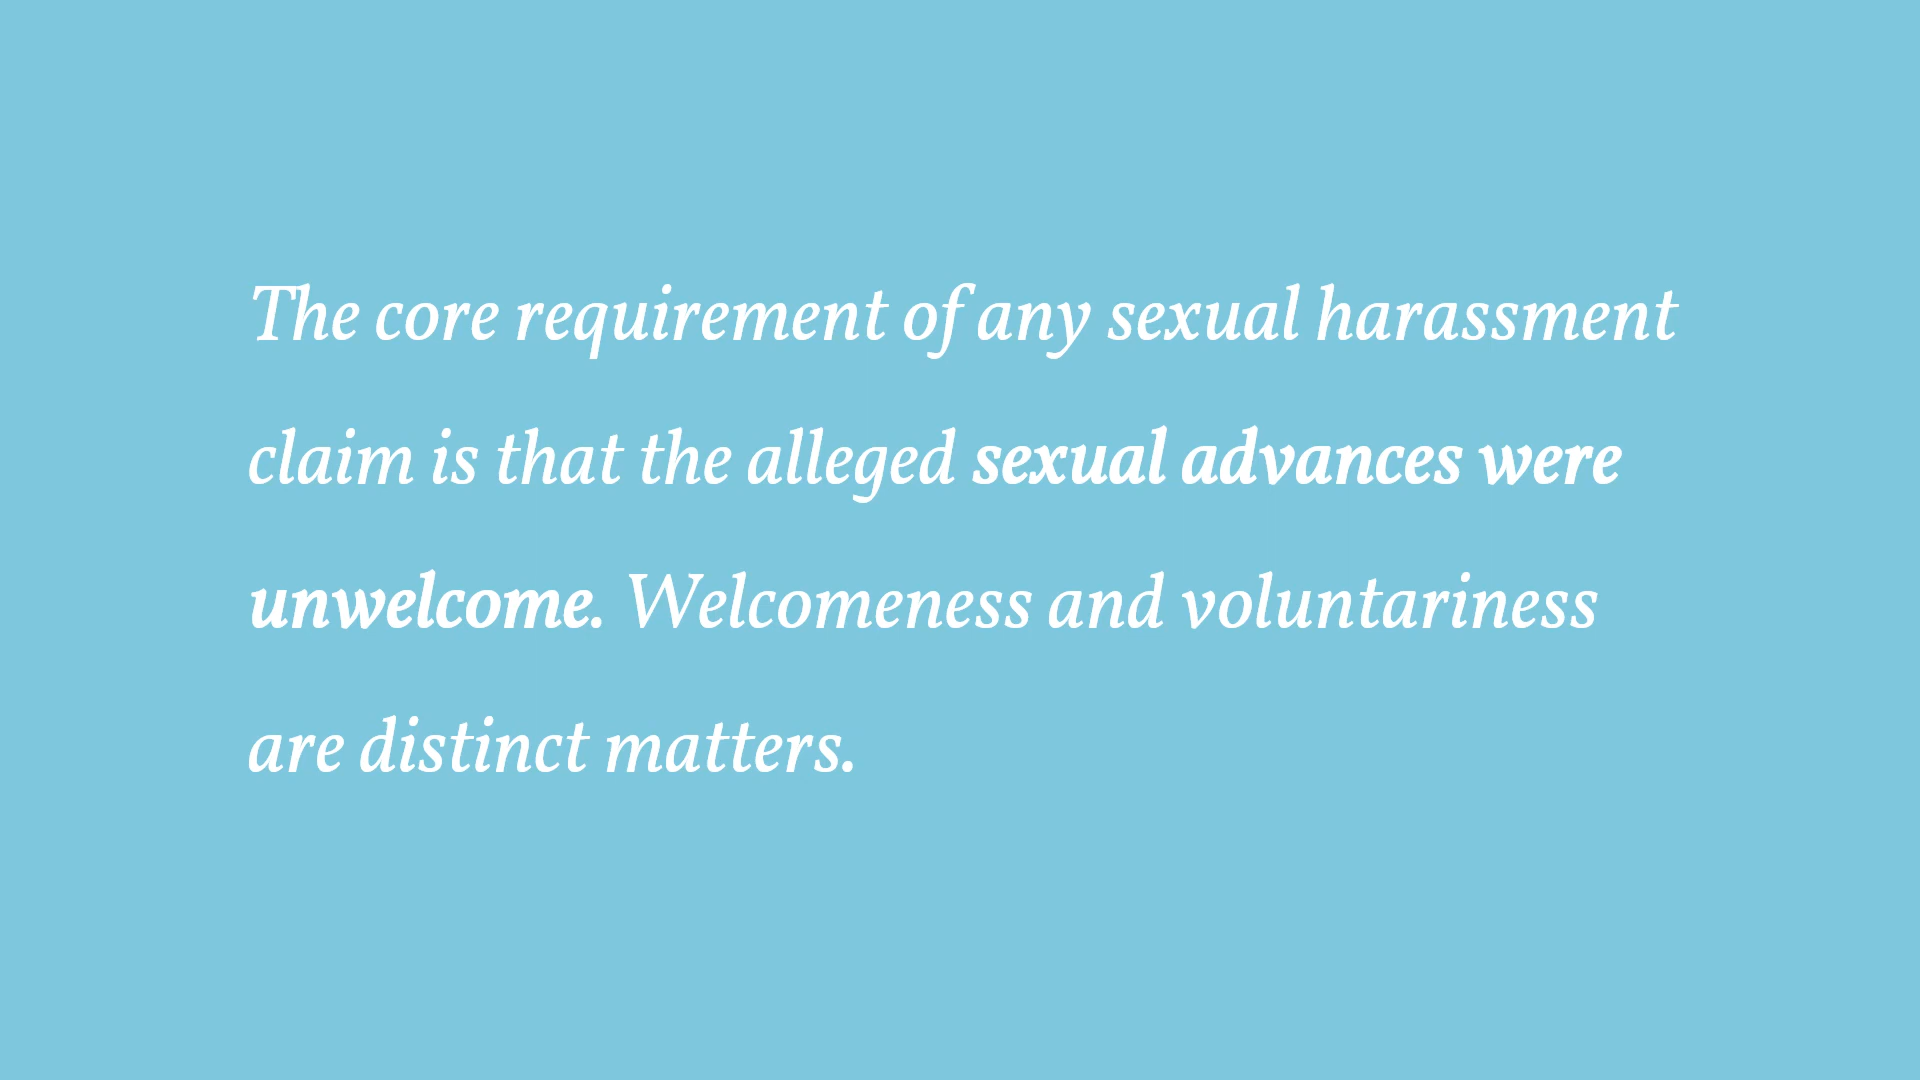 The core requirement of any sexual harassment
claim is that the alleged sexual advances were
unwelcome. Welcomeness and voluntariness
are distinct matters.